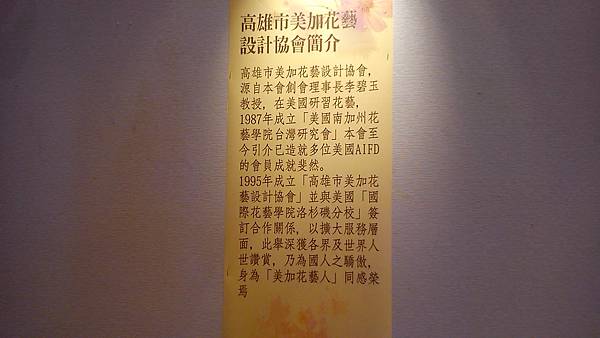 高雄市美加花藝
設計協會簡介
高雄市美加花藝設計協會,
源自本會創會理事長李碧玉
教授, 在美國研習花藝,
1987年成立「美國南加州花
藝學院台灣研究會」本會至
今引介已造就多位美國AIFD
的會員成就斐然。
1995年成立「高雄市美加花
藝設計協會」並與美國「國
際花藝學院洛杉磯分校」簽
訂合作關係, 以擴大服務層
面, 此舉深獲各界及世界人
世讚賞, 乃為國人之驕傲,
身為「美加花藝人」同感榮
焉